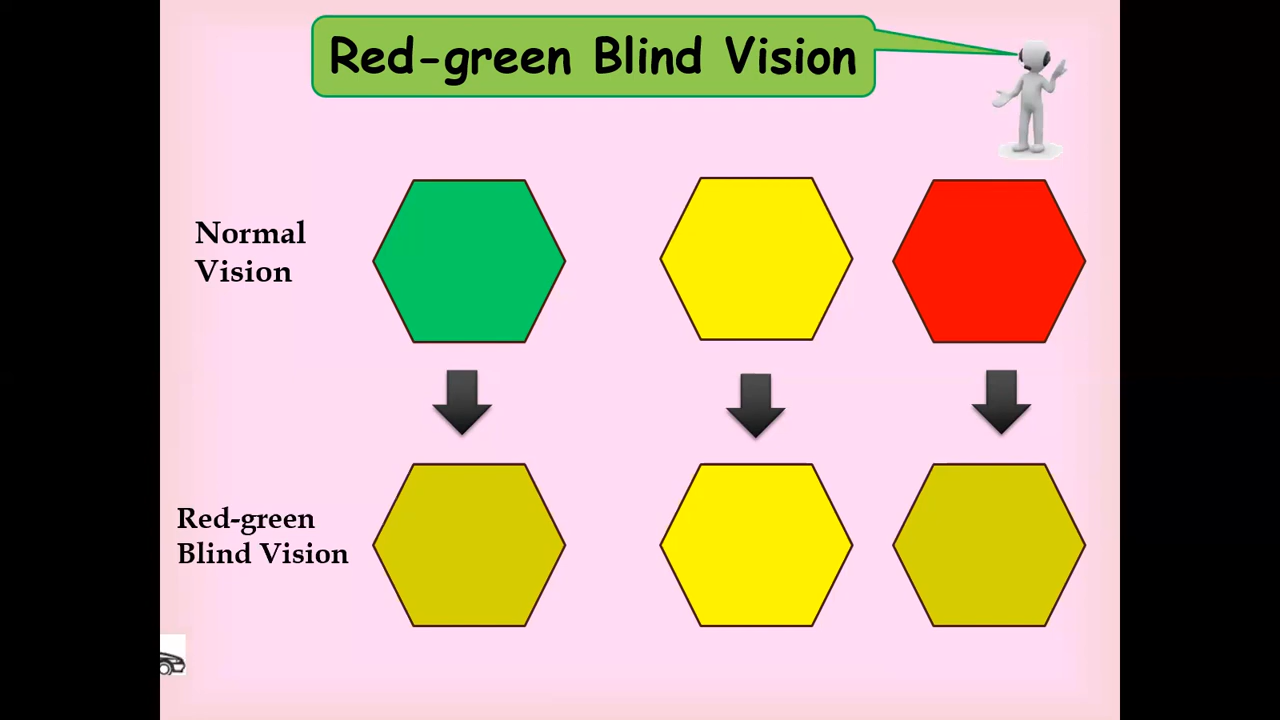 Red-green Blind Vision
Normal
Vision
Red-green
Blind Vision